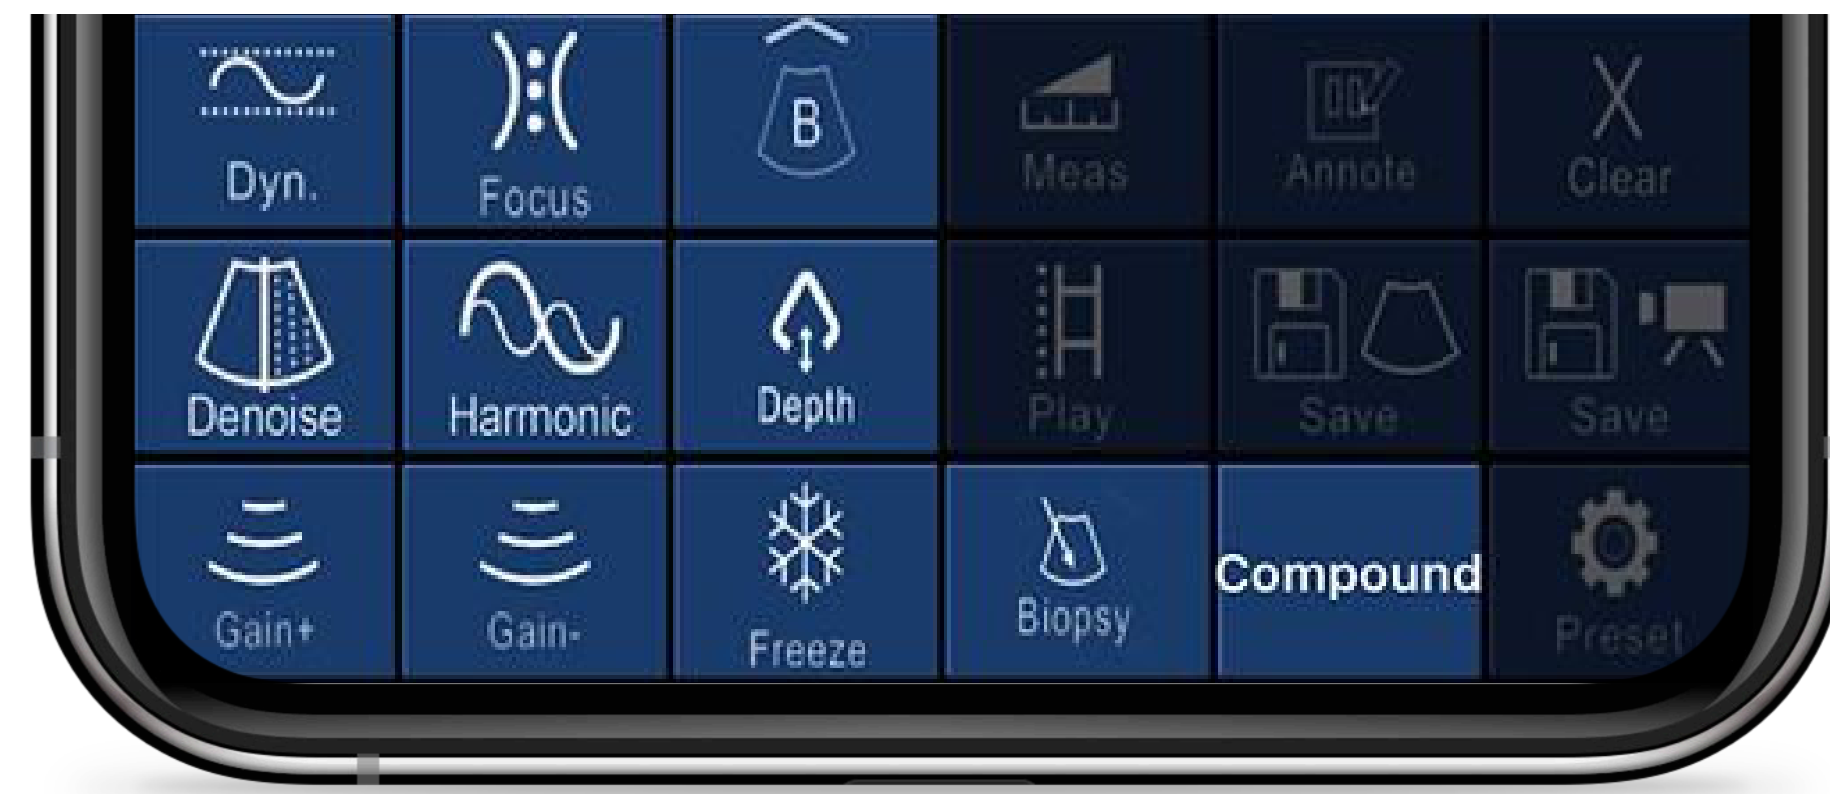 B
Dyn.
Focus
Meas
Annote
Clear
Denoise
Harmonic
Depth
Play
Save
Save
Gain+
Gain-
Freeze
Biopsy
Compound
Preset